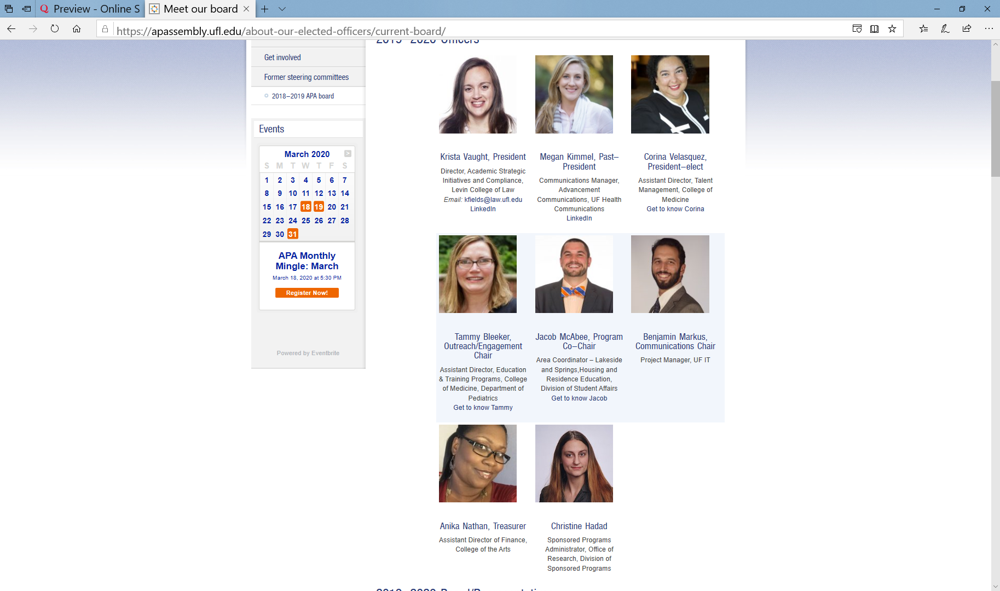 Preview - Online S
Meet our board
https://apassembly.ufl.edu/about-our-elected-officers/current-board/
2019–2020 Officers
Get involved
Former steering committees
2018–2019 APA board
Events
March 2020
>
S M T W T F S
1 2 3 4 5 6 7
8 9 10 11 12 13 14
15 16 17 18 19 20 21
22 23 24 25 26 27 28
29 30 31
APA Monthly
Mingle: March
March 18, 2020 at 5:30 PM
Register Now!
Powered by Eventbrite
Krista Vaught, President
Director, Academic Strategic
Initiatives and Compliance,
Levin College of Law
Email: kfields@law.ufl.edu
LinkedIn
Megan Kimmel, Past–
President
Communications Manager,
Advancement
Communications, UF Health
Communications
LinkedIn
Corina Velasquez,
President–elect
Assistant Director, Talent
Management, College of
Medicine
Get to know Corina
Tammy Bleeker,
Outreach/Engagement
Chair
Assistant Director, Education
& Training Programs, College
of Medicine, Department of
Pediatrics
Get to know Tammy
Jacob McAbee, Program
Co–Chair
Area Coordinator – Lakeside
and Springs,Housing and
Residence Education,
Division of Student Affairs
Get to know Jacob
Benjamin Markus,
Communications Chair
Project Manager, UF IT
Anika Nathan, Treasurer
Assistant Director of Finance,
College of the Arts
Christine Hadad
Sponsored Programs
Administrator, Office of
Research, Division of
Sponsored Programs